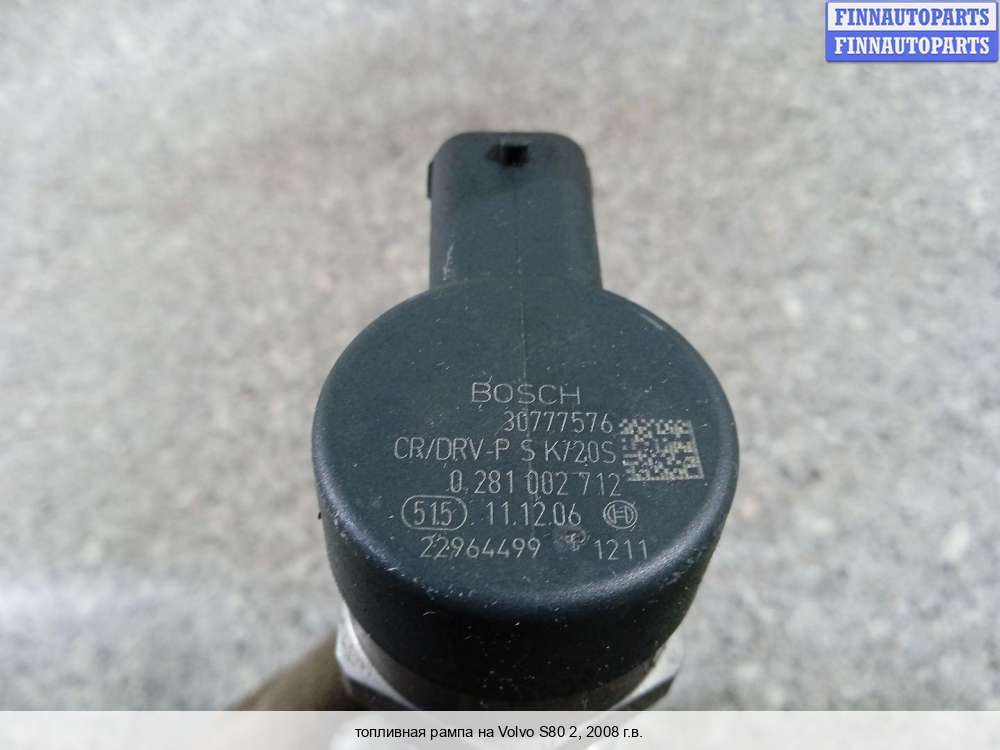 FINNAUTOPARTS
FINNAUTOPARTS
BOSCH
30777576
CR/DRV-P S K/20S
0 281 002 712
515 11.12.06
22964499 1211
топливная рампа на Volvo S80 2, 2008 г.в.